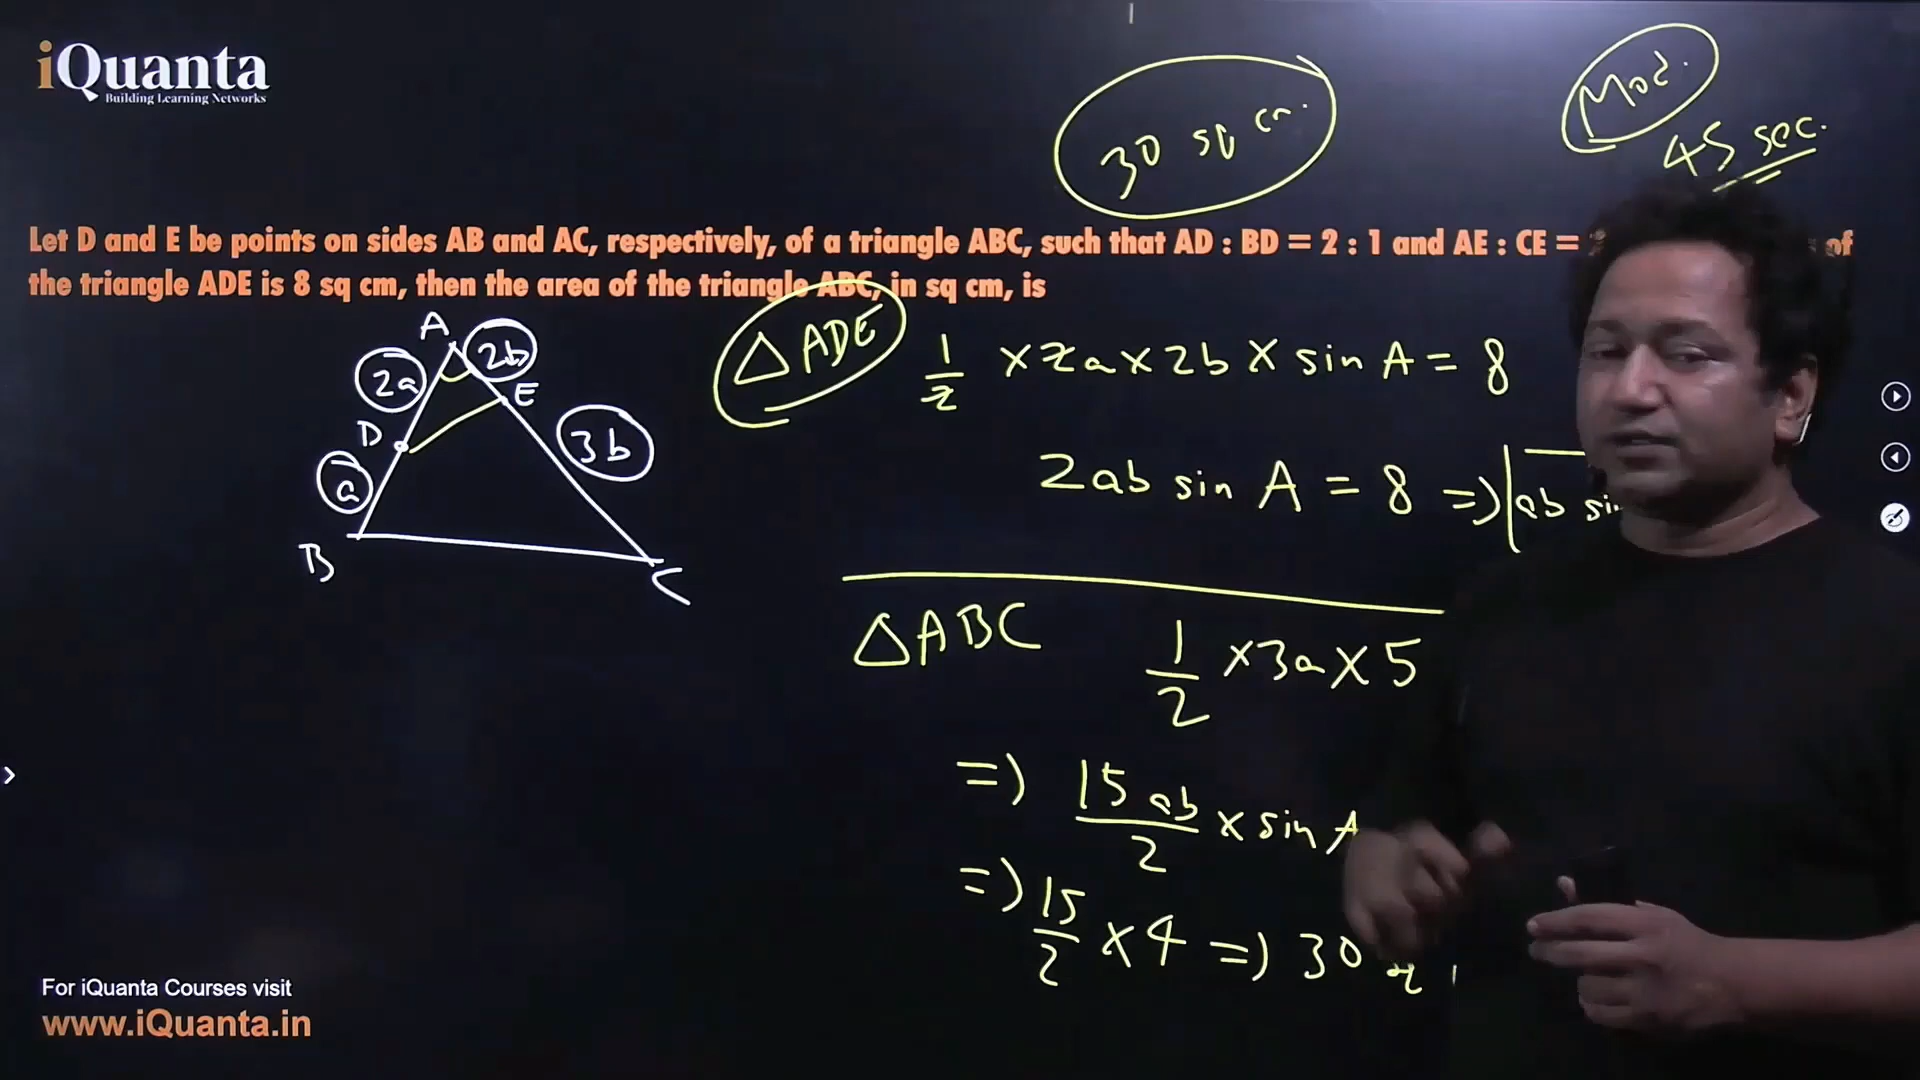 iQuanta
Building Learning Networks
30 sq cm.
Mod.
45 sec.
Let D and E be points on sides AB and AC, respectively, of a triangle ABC, such that AD : BD = 2 : 1 and AE : CE = of
the triangle ADE is 8 sq cm, then the area of the triangle ABC, in sq cm, is
A
2a
2b
E
D
a
3b
B
C
△ADE
1/2 × 2a × 2b × sin A = 8
2ab sin A = 8 => ab
△ABC
1/2 × 3a × 5
=> 15ab/2 × sin A
=> 15/2 × 4 => 30
For iQuanta Courses visit
www.iQuanta.in